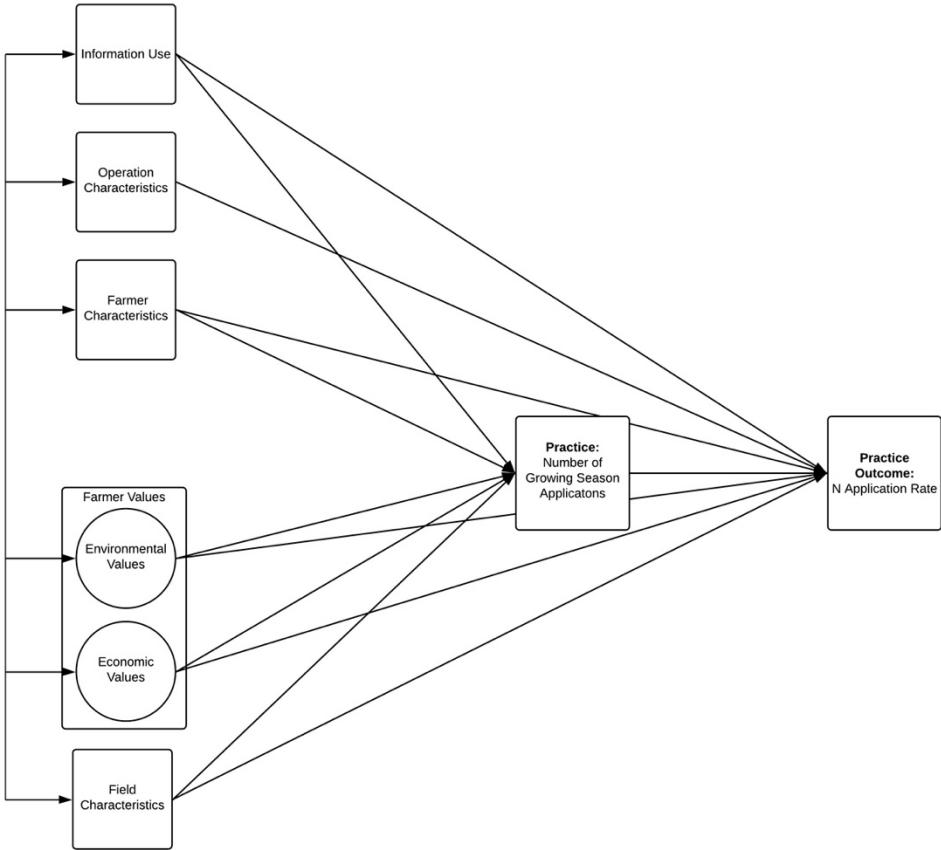 Information Use
Operation
Characteristics
Farmer
Characteristics
Practice:
Number of
Growing Season
Applicatons
Practice
Outcome:
N Application Rate
Farmer Values
Environmental
Values
Economic
Values
Field
Characteristics